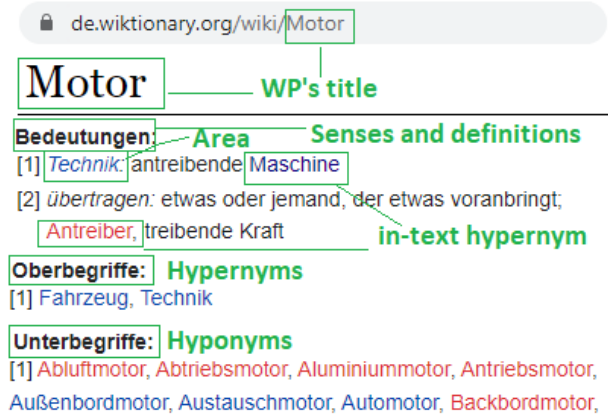 de.wiktionary.org/wiki/Motor
Motor WP's title
Bedeutungen: Area Senses and definitions
[1] Technik: antreibende Maschine
[2] übertragen: etwas oder jemand, der etwas voranbringt;
Antreiber, treibende Kraft in-text hypernym
Oberbegriffe: Hypernyms
[1] Fahrzeug, Technik
Unterbegriffe: Hyponyms
[1] Abluftmotor, Abtriebsmotor, Aluminiummotor, Antriebsmotor,
Außenbordmotor, Austauschmotor, Automotor, Backbordmotor,